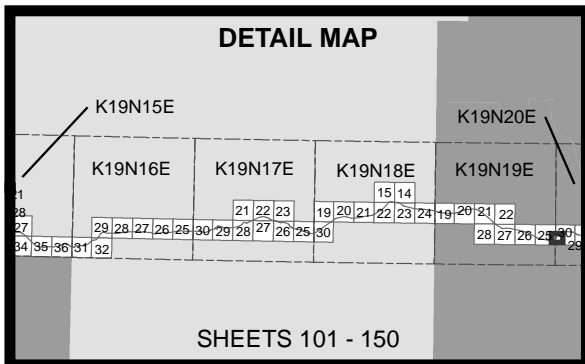 DETAIL MAP
K19N15E
K19N20E
K19N16E
K19N17E
K19N18E
K19N19E
15 14
21
21 22 23
19 20 21 22 23 24 19 20 21 22
28
27
29 28 27 26 25 30 29 28 27 26 25 30
28 27 26 25 30
34 35 36 31 32
29
SHEETS 101 - 150